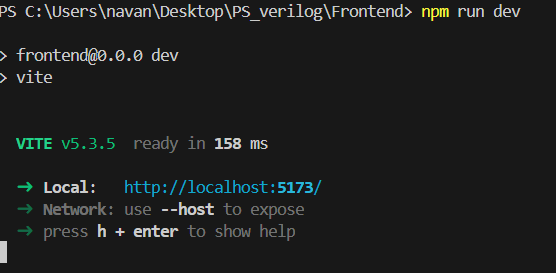 PS C:\Users\navan\Desktop\PS_verilog\Frontend> npm run dev
> frontend@0.0.0 dev
> vite
VITE v5.3.5 ready in 158 ms
➜ Local: http://localhost:5173/
➜ Network: use --host to expose
➜ press h + enter to show help